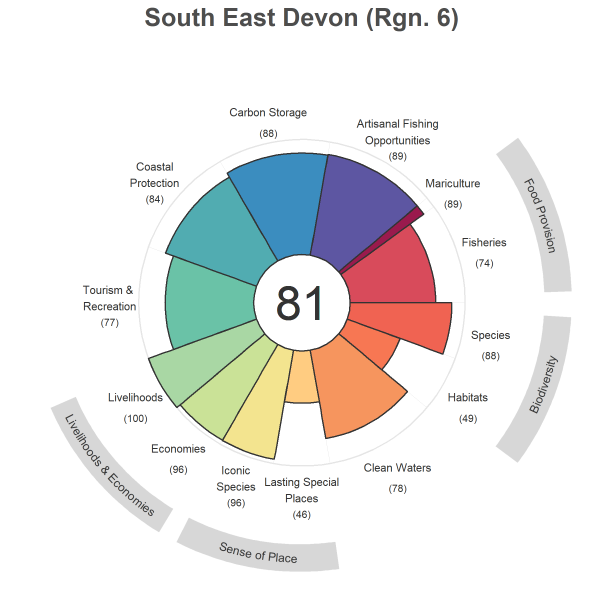 South East Devon (Rgn. 6)
Carbon Storage
(88)
Artisanal Fishing
Opportunities
(89)
Mariculture
(89)
Fisheries
(74)
Food Provision
Species
(88)
Habitats
(49)
Biodiversity
Clean Waters
(78)
Lasting Special
Places
(46)
Iconic
Species
(96)
Sense of Place
Economies
(96)
Livelihoods
(100)
Livelihoods & Economies
Tourism &
Recreation
(77)
Coastal
Protection
(84)
81